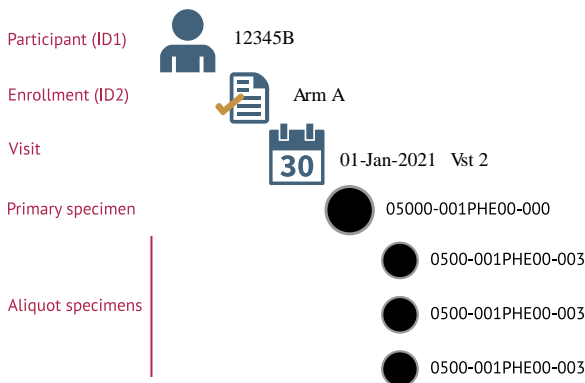 Participant (ID1) 12345B
Enrollment (ID2) Arm A
Visit 30 01-Jan-2021 Vst 2
Primary specimen 05000-001PHE00-000
0500-001PHE00-003
Aliquot specimens 0500-001PHE00-003
0500-001PHE00-003